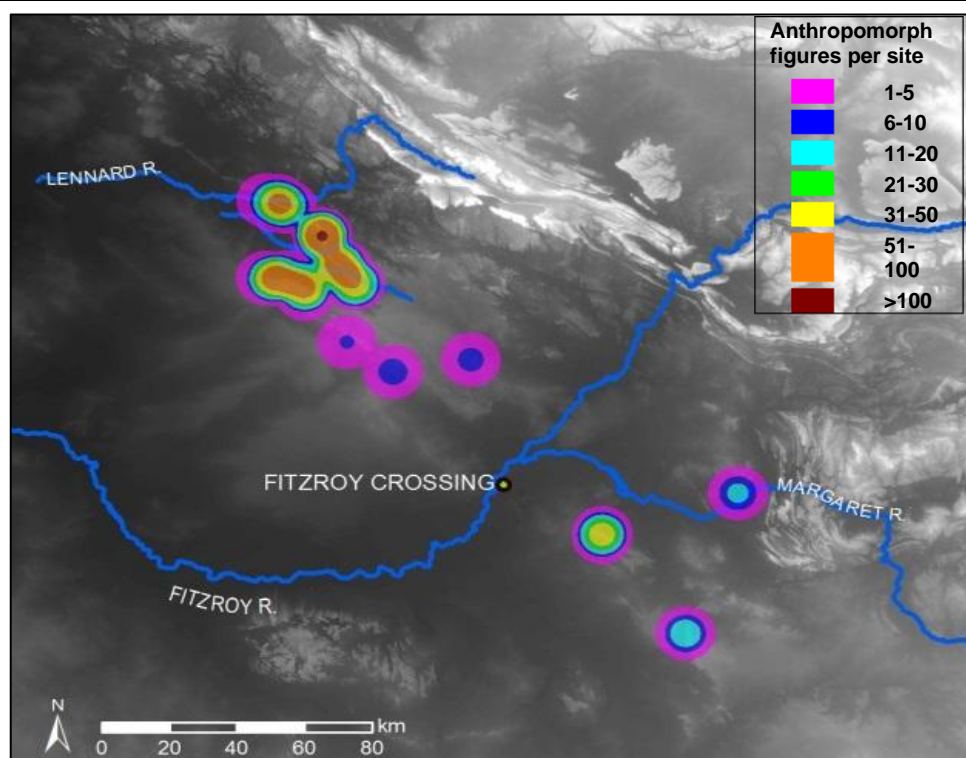 Anthropomorph
figures per site
1-5
6-10
11-20
21-30
31-50
51-
100
>100
LENNARD R.
FITZROY CROSSING
MARGARET R.
FITZROY R.
N
km
0 20 40 60 80